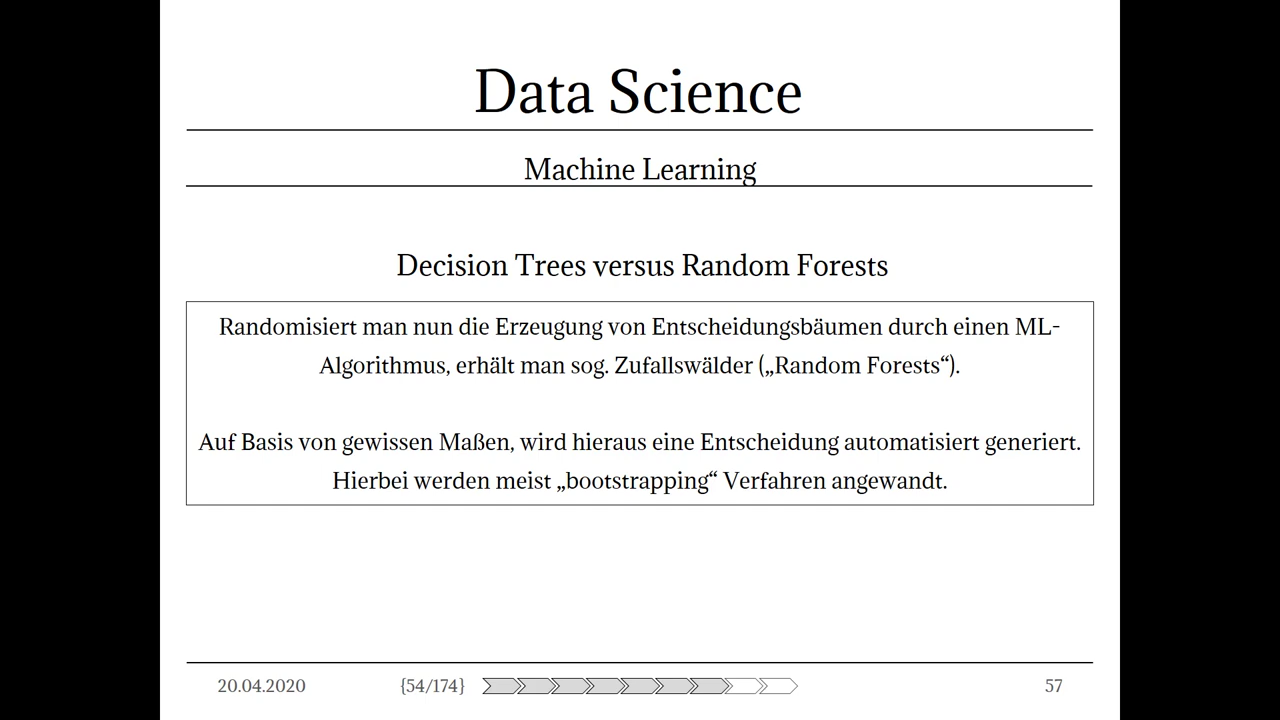 Data Science
Machine Learning
Decision Trees versus Random Forests
Randomisiert man nun die Erzeugung von Entscheidungsbäumen durch einen ML-
Algorithmus, erhält man sog. Zufallswälder („Random Forests“).
Auf Basis von gewissen Maßen, wird hieraus eine Entscheidung automatisiert generiert.
Hierbei werden meist „bootstrapping“ Verfahren angewandt.
20.04.2020 {54/174} 57